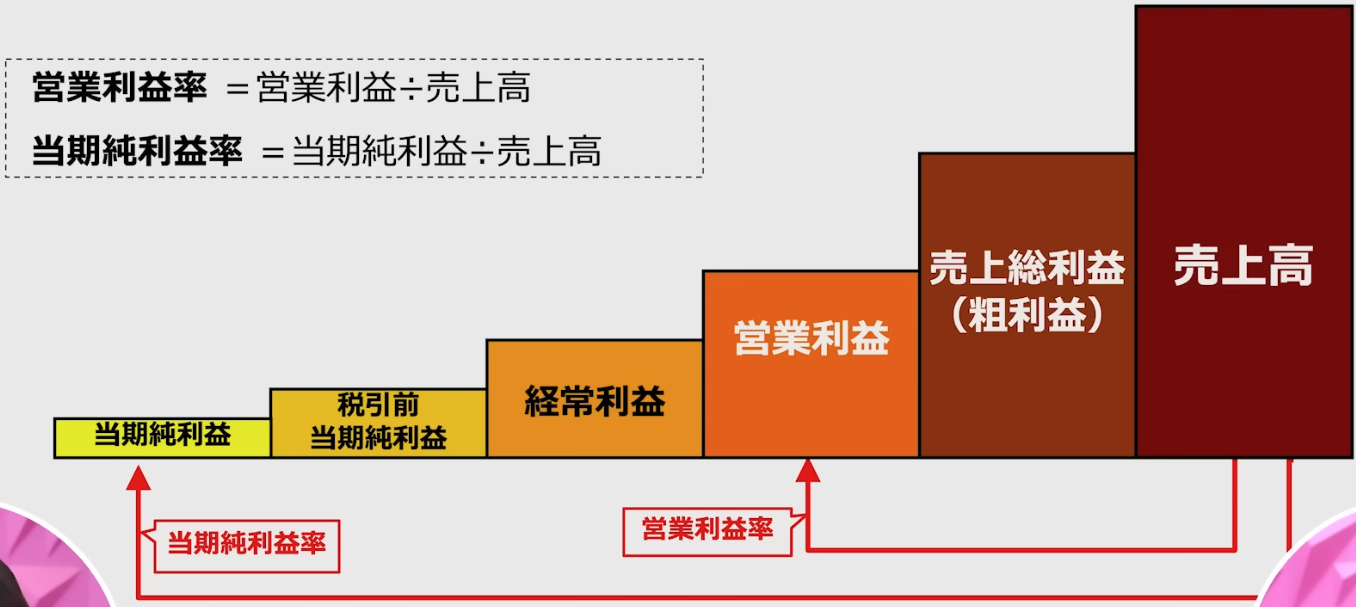 営業利益率 =営業利益÷売上高
当期純利益率 =当期純利益÷売上高
当期純利益
税引前
当期純利益
経常利益
営業利益
売上総利益
（粗利益）
売上高
当期純利益率
営業利益率